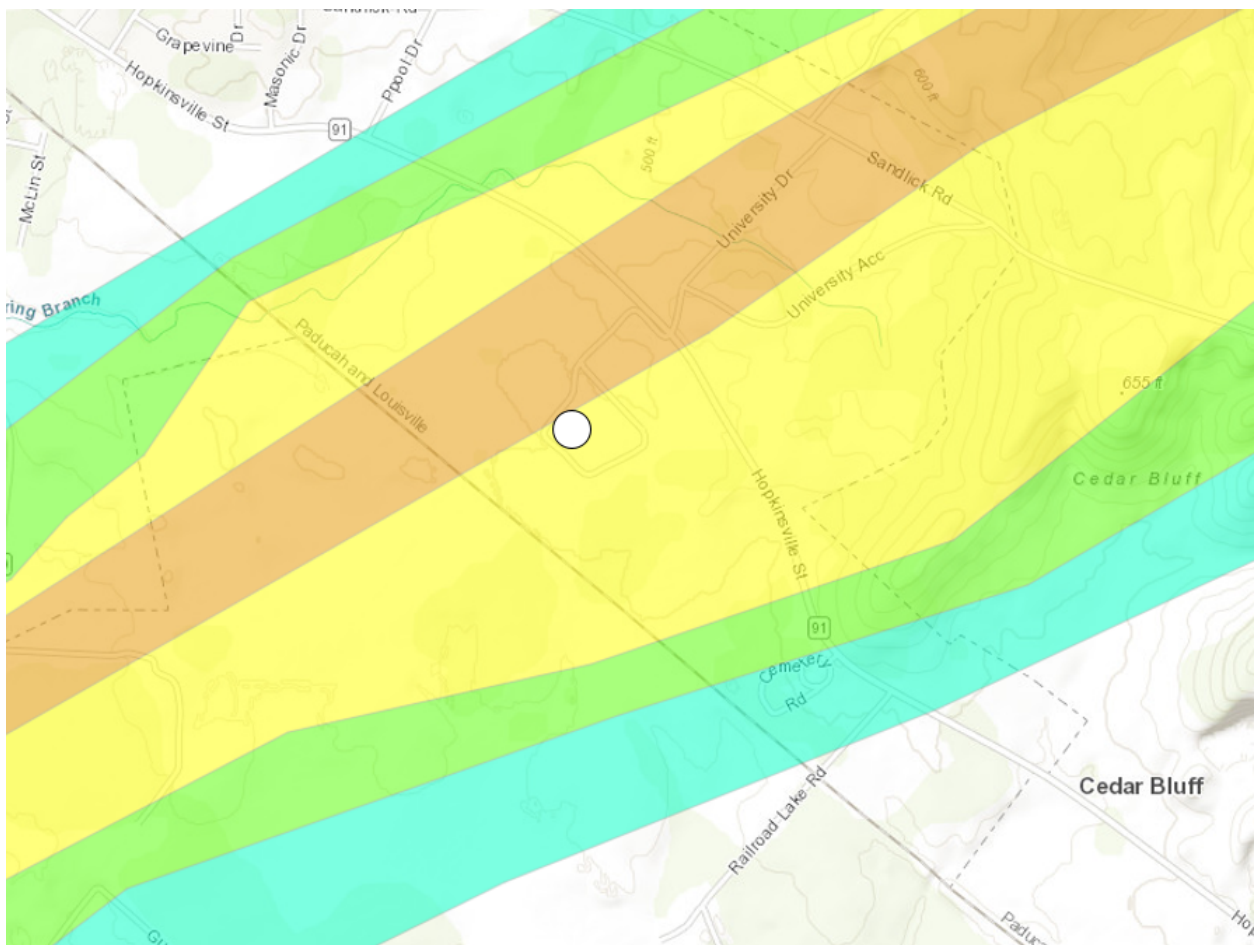 Grapevine Dr
Masonic Dr
Ppool Dr
Hopkinsville St
91
McLin St
600 ft
500 ft
Sandlick Rd
University Dr
University Acc
ring Branch
Paducah and Louisville
655 ft
Cedar Bluff
Hopkinsville St
91
Cemetery
Rd
Railroad Lake Rd
Cedar Bluff